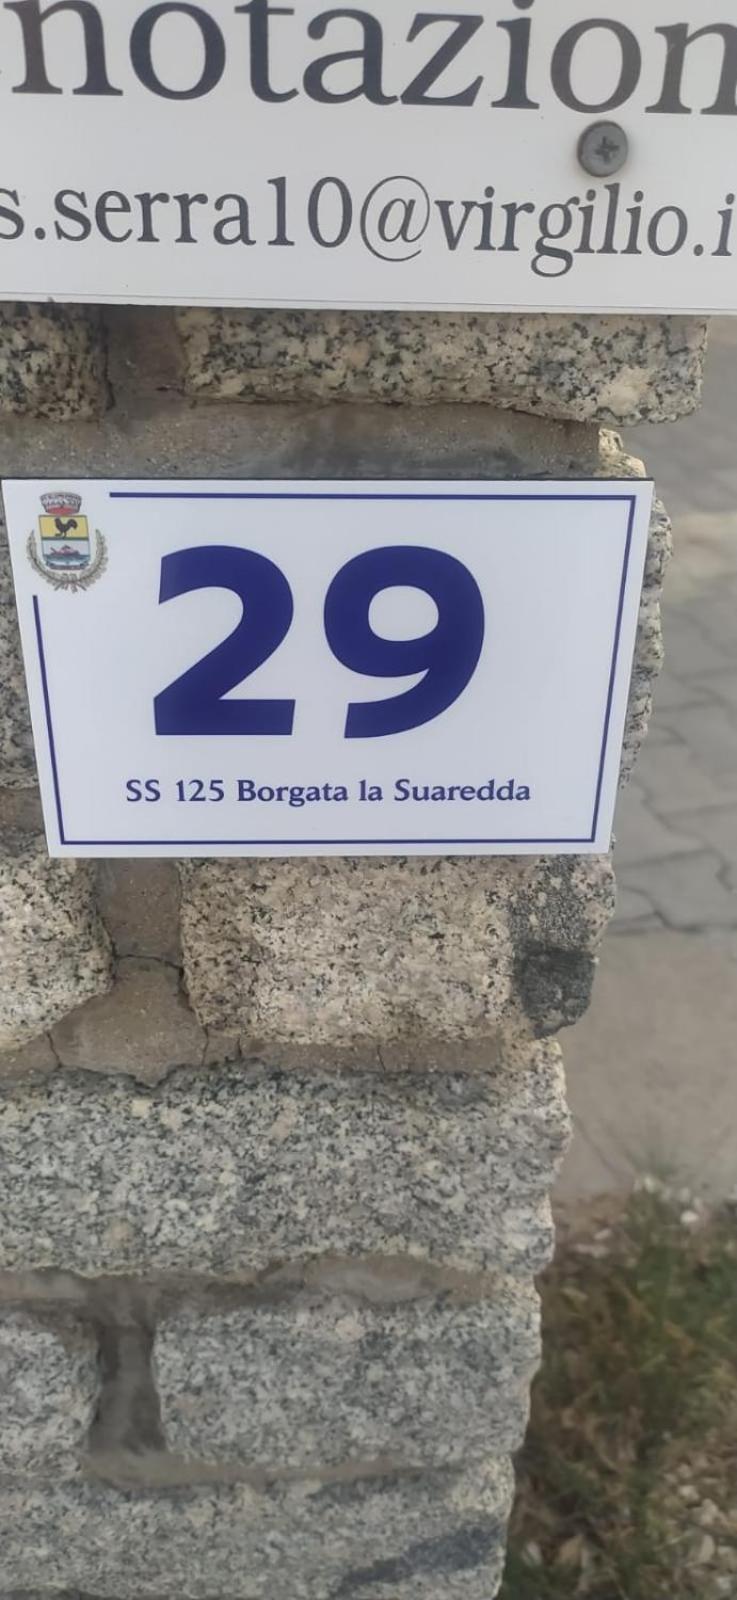 notazion
s.serra10@virgilio.i
29
SS 125 Borgata la Suaredda